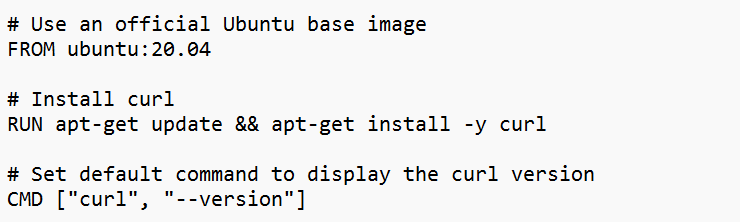 # Use an official Ubuntu base image
FROM ubuntu:20.04
# Install curl
RUN apt-get update && apt-get install -y curl
# Set default command to display the curl version
CMD ["curl", "--version"]